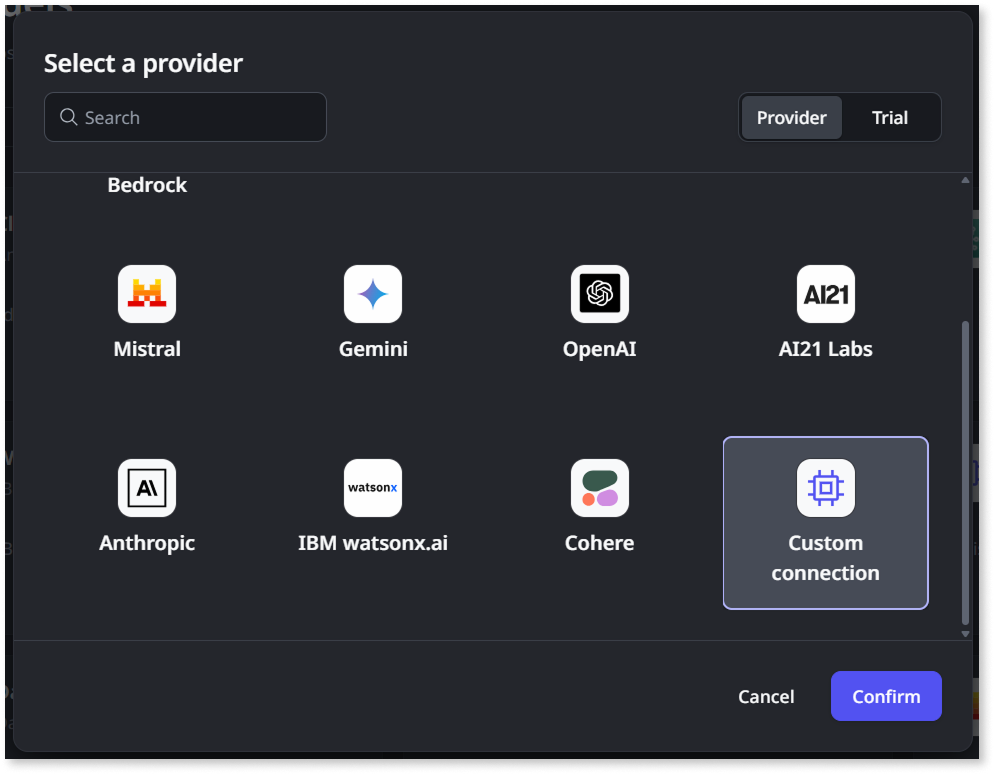 Select a provider
Search
Provider
Trial
Bedrock
Mistral
Gemini
OpenAI
AI21
AI21 Labs
A\
watsonx
Anthropic
IBM watsonx.ai
Cohere
Custom
connection
Cancel
Confirm